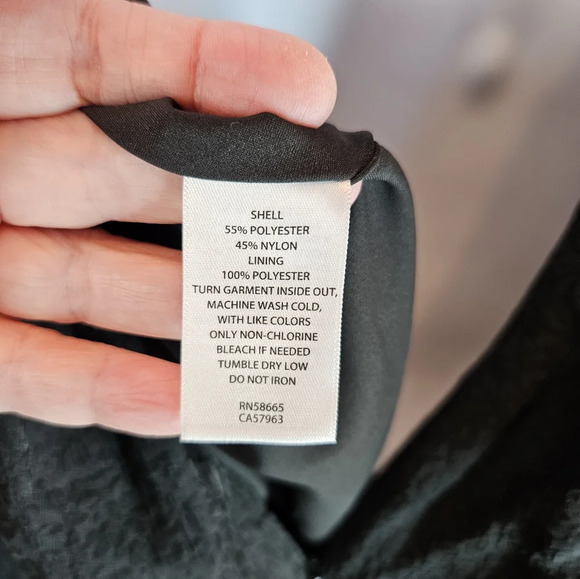 SHELL
55% POLYESTER
45% NYLON
LINING
100% POLYESTER
TURN GARMENT INSIDE OUT,
MACHINE WASH COLD,
WITH LIKE COLORS
ONLY NON-CHLORINE
BLEACH IF NEEDED
TUMBLE DRY LOW
DO NOT IRON
RN58665
CA57963